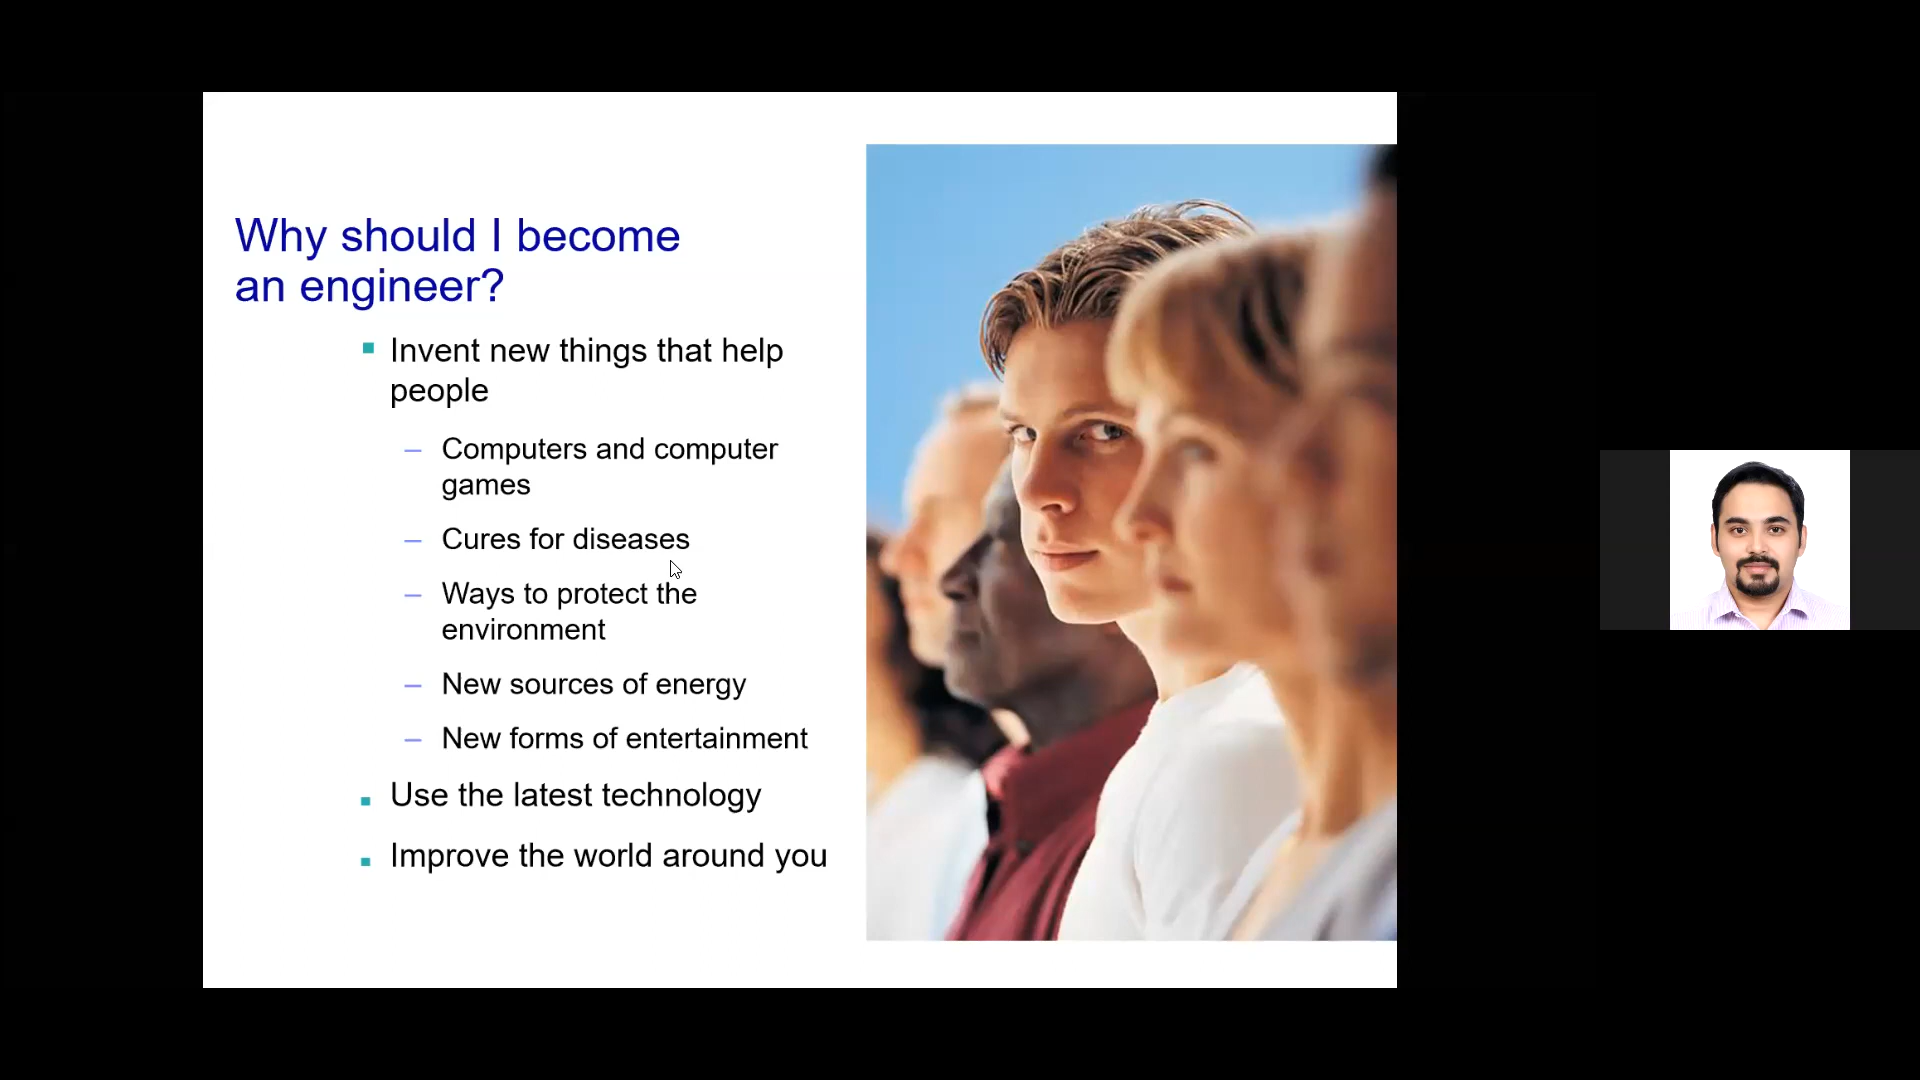 Why should I become
an engineer?
Invent new things that help
people
– Computers and computer
games
– Cures for diseases
– Ways to protect the
environment
– New sources of energy
– New forms of entertainment
Use the latest technology
Improve the world around you